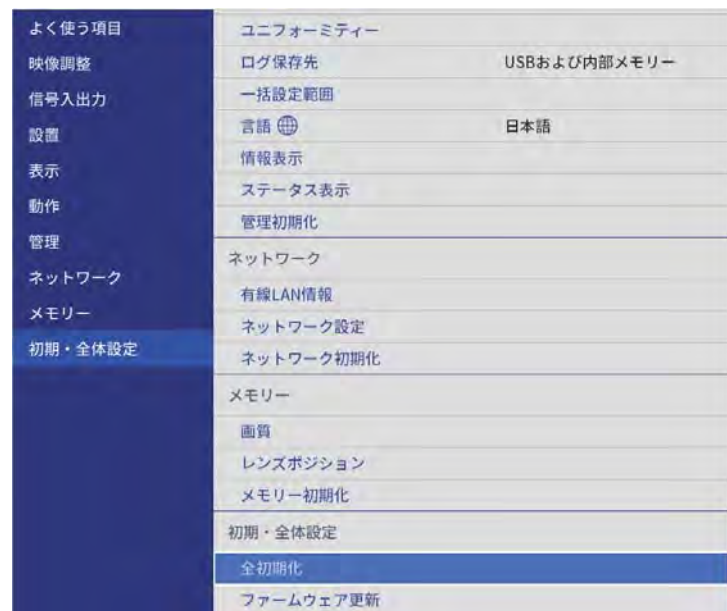 よく使う項目
映像調整
信号入出力
設置
表示
動作
管理
ネットワーク
メモリー
初期・全体設定
ユニフォーミティー
ログ保存先 USBおよび内部メモリー
一括設定範囲
言語 日本語
情報表示
ステータス表示
管理初期化
ネットワーク
有線LAN情報
ネットワーク設定
ネットワーク初期化
メモリー
画質
レンズポジション
メモリー初期化
初期・全体設定
全初期化
ファームウェア更新